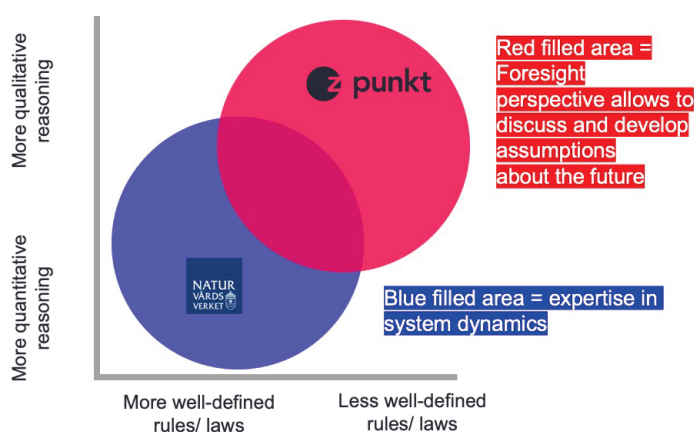 More qualitative
reasoning
More quantitative
reasoning
z punkt
NATUR
VÅRDS
VERKET
Red filled area =
Foresight
perspective allows to
discuss and develop
assumptions
about the future
Blue filled area = expertise in
system dynamics
More well-defined
rules/ laws
Less well-defined
rules/ laws